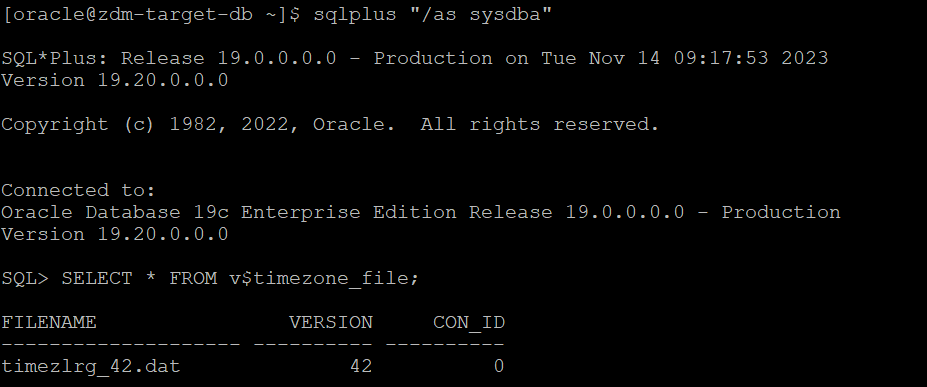 [oracle@zdm-target-db ~]$ sqlplus "/as sysdba"
SQL*Plus: Release 19.0.0.0.0 - Production on Tue Nov 14 09:17:53 2023
Version 19.20.0.0.0
Copyright (c) 1982, 2022, Oracle.  All rights reserved.
Connected to:
Oracle Database 19c Enterprise Edition Release 19.0.0.0.0 - Production
Version 19.20.0.0.0
SQL> SELECT * FROM v$timezone_file;
FILENAME                VERSION     CON_ID
-------------------- ---------- ----------
timezlrg_42.dat              42          0